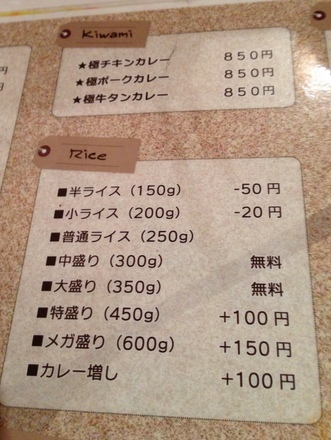 Kiwami
★極チキンカレー 850円
★極ポークカレー 850円
★極牛タンカレー 850円
Rice
■半ライス（150g） -50円
■小ライス（200g） -20円
■普通ライス（250g）
■中盛り（300g） 無料
■大盛り（350g） 無料
■特盛り（450g） +100円
■メガ盛り（600g） +150円
■カレー増し +100円